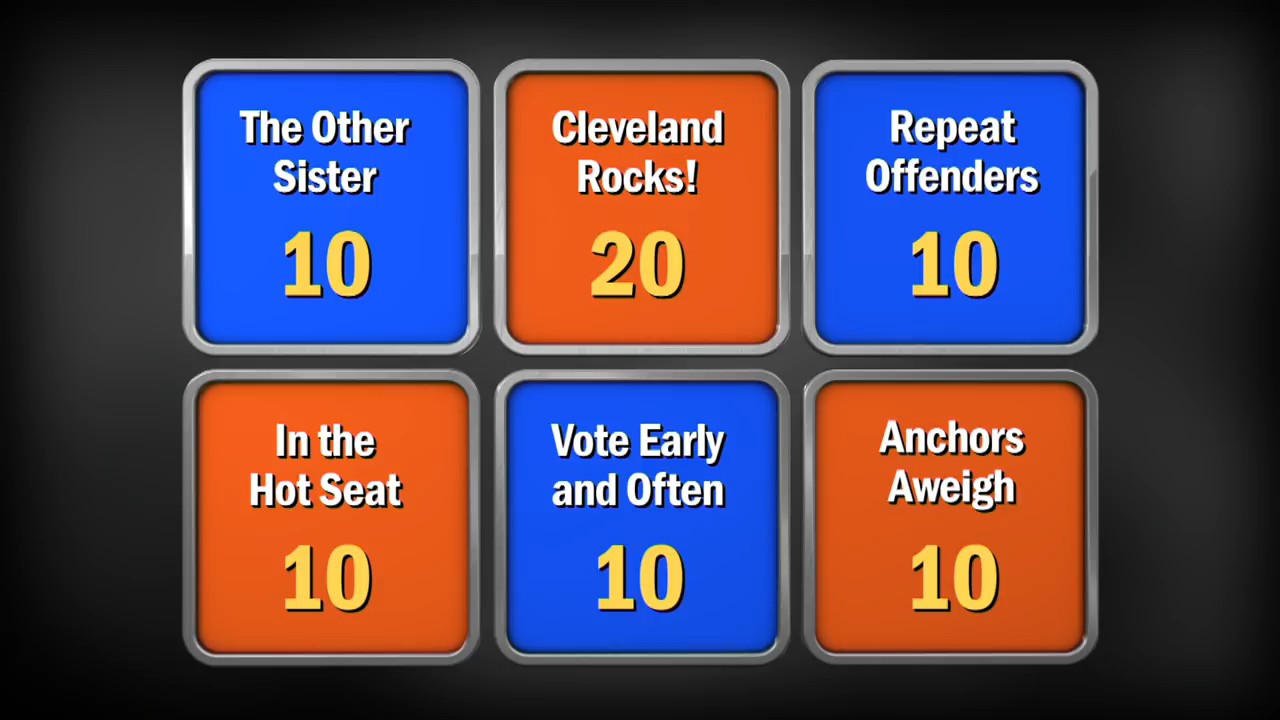 The Other
Sister
10
Cleveland
Rocks!
20
Repeat
Offenders
10
In the
Hot Seat
10
Vote Early
and Often
10
Anchors
Aweigh
10